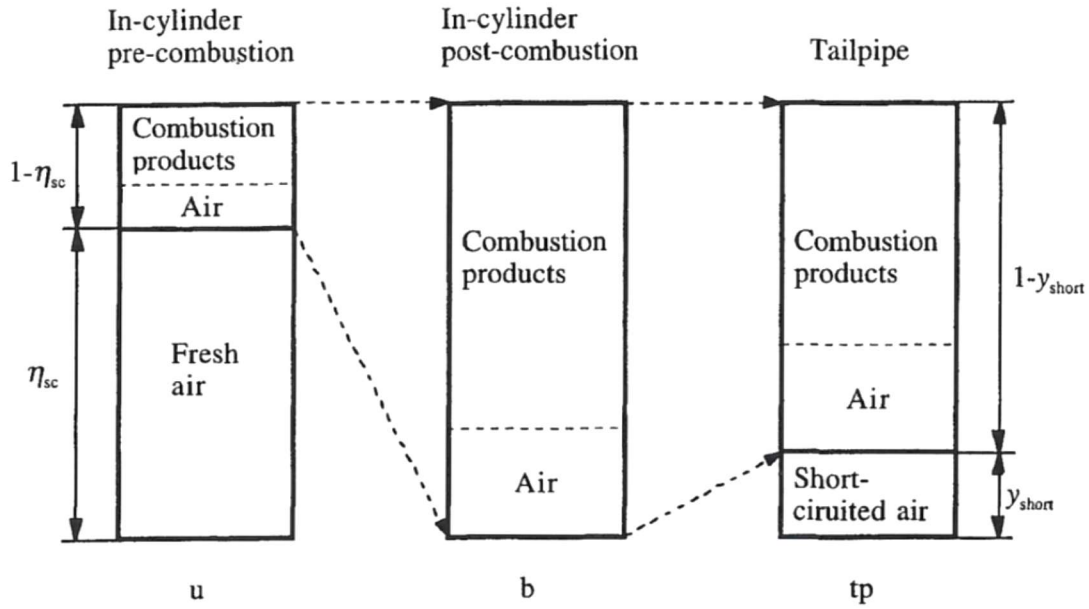 In-cylinder
pre-combustion
In-cylinder
post-combustion
Tailpipe
Combustion
products
Air
1-ηsc
Fresh
air
ηsc
Combustion
products
Air
Combustion
products
Air
1-yshort
Short-
ciruited air
yshort
u
b
tp